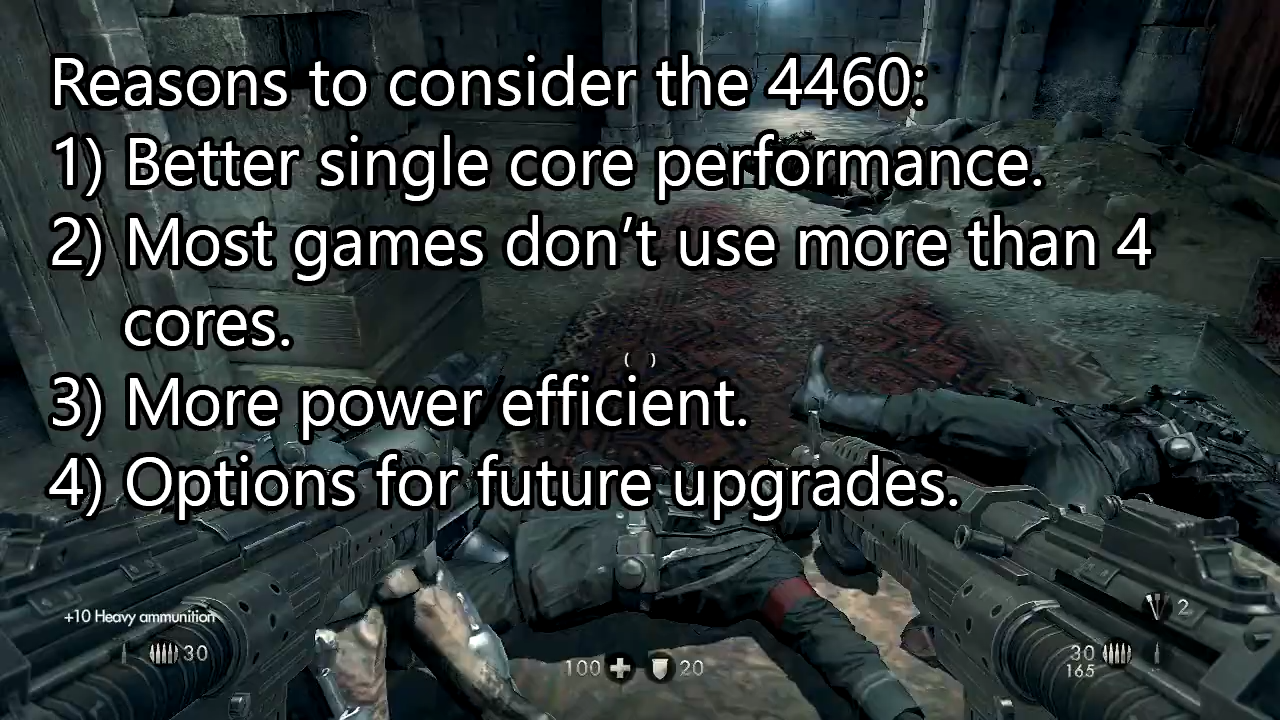 Reasons to consider the 4460:
1) Better single core performance.
2) Most games don't use more than 4
cores.
3) More power efficient.
4) Options for future upgrades.
+10 Heavy ammunition
2
30
100
20
30
165